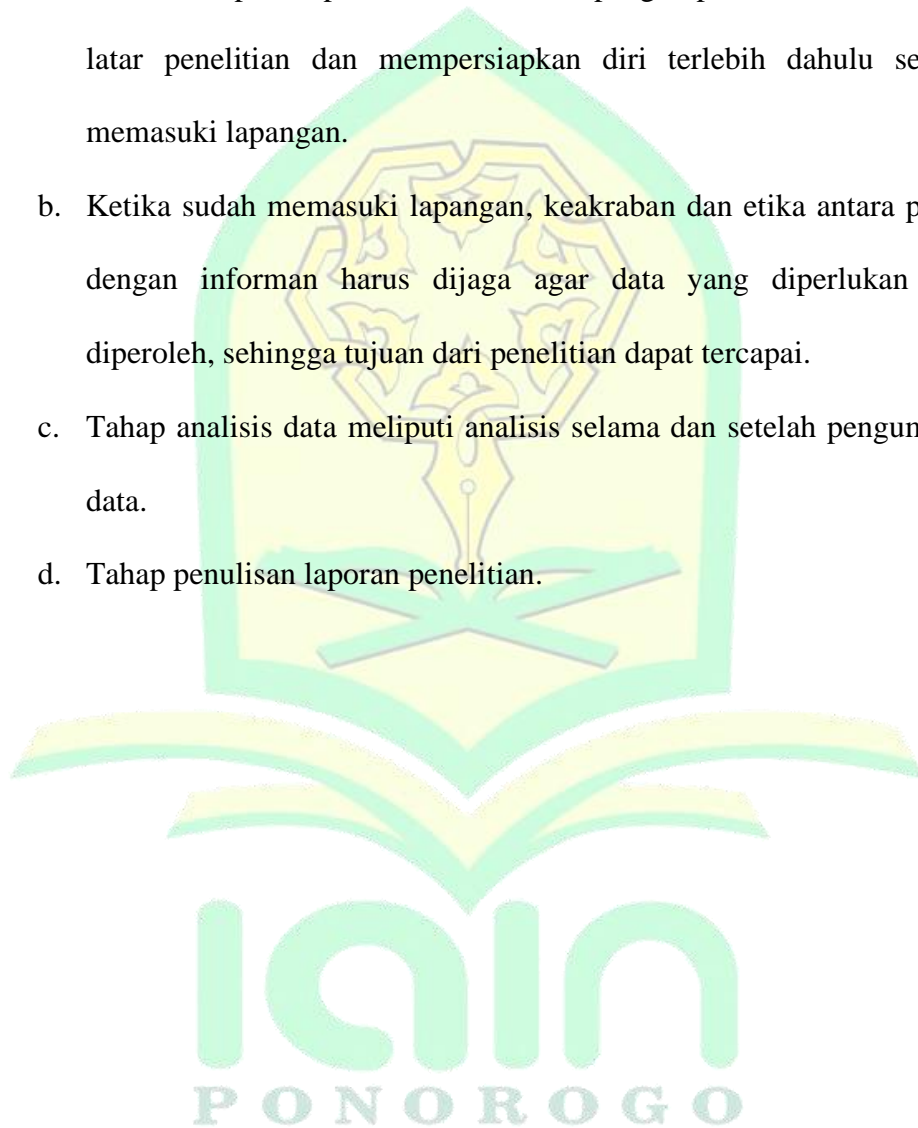 latar penelitian dan mempersiapkan diri terlebih dahulu
memasuki lapangan.
b. Ketika sudah memasuki lapangan, keakraban dan etika antara
dengan informan harus dijaga agar data yang diperlukan
diperoleh, sehingga tujuan dari penelitian dapat tercapai.
c. Tahap analisis data meliputi analisis selama dan setelah
data.
d. Tahap penulisan laporan penelitian.
IAIN
PONOROGO